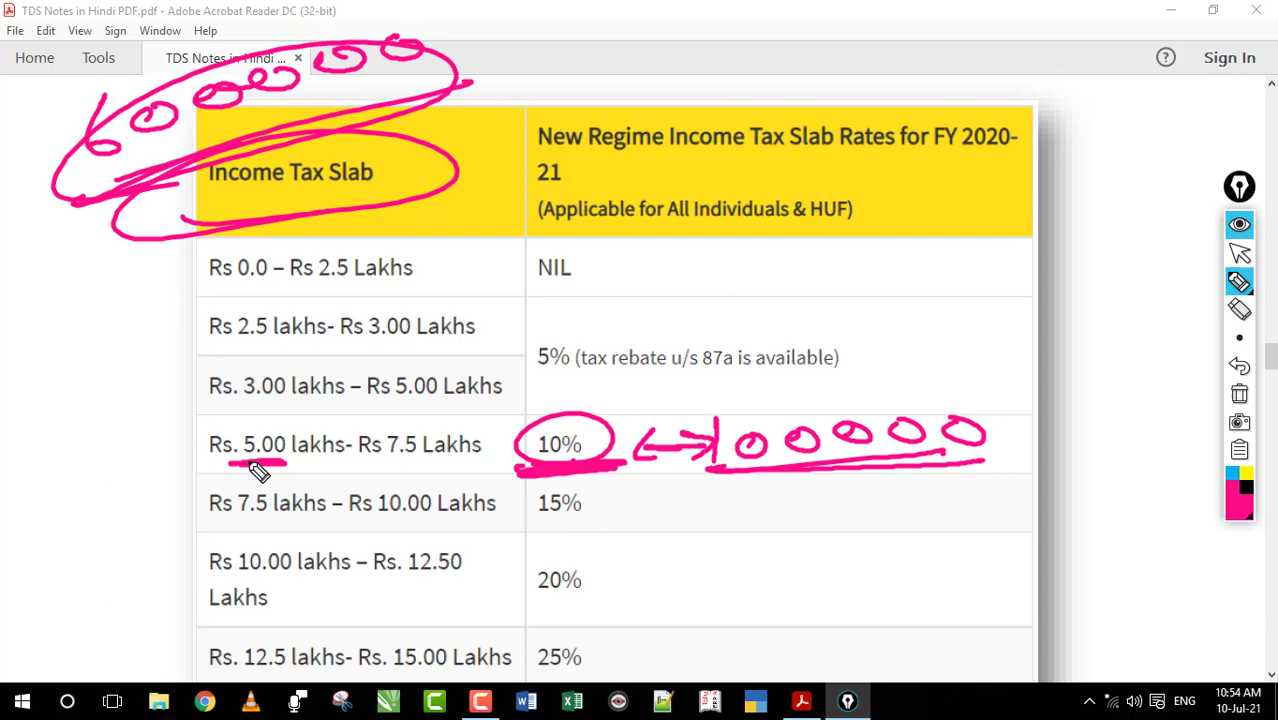 TDS Notes in Hindi PDF.pdf - Adobe Acrobat Reader DC (32-bit)
File Edit View Sign Window Help
Home Tools TDS Notes in Hindi ... × ? Sign In
Income Tax Slab
New Regime Income Tax Slab Rates for FY 2020-
21
(Applicable for All Individuals & HUF)
Rs 0.0 – Rs 2.5 Lakhs NIL
Rs 2.5 lakhs- Rs 3.00 Lakhs
5% (tax rebate u/s 87a is available)
Rs. 3.00 lakhs – Rs 5.00 Lakhs
Rs. 5.00 lakhs- Rs 7.5 Lakhs 10%
Rs 7.5 lakhs – Rs 10.00 Lakhs 15%
Rs 10.00 lakhs – Rs. 12.50
Lakhs
20%
Rs. 12.5 lakhs- Rs. 15.00 Lakhs 25%
ENG
10:54 AM
10-Jul-21